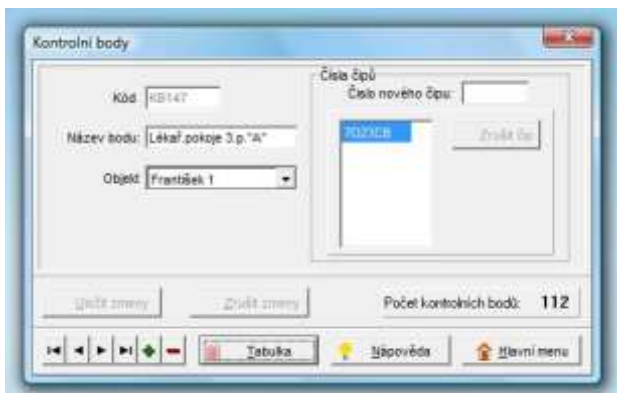 Kontrolní body
Čísla čipů
Kód KB147
Číslo nového čipu:
Název bodu: Lékař.pokoje 3.p."A"
7D23CB
Zrušit čip
Objekt František 1
Uložit změny
Zrušit změny
Počet kontrolních bodů: 112
Tabulka
Nápověda
Hlavní menu